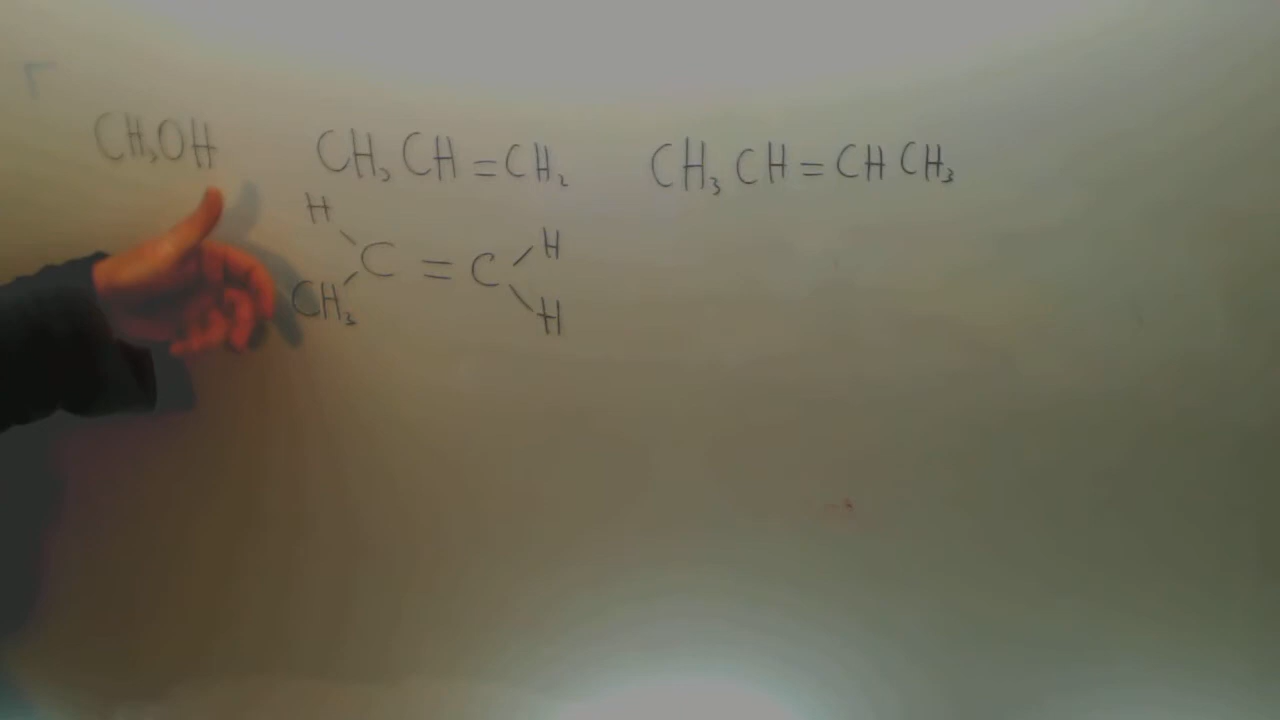 CH₃OH CH₃CH=CH₂ CH₃CH=CHCH₃
H
C = C
H
CH₃
H